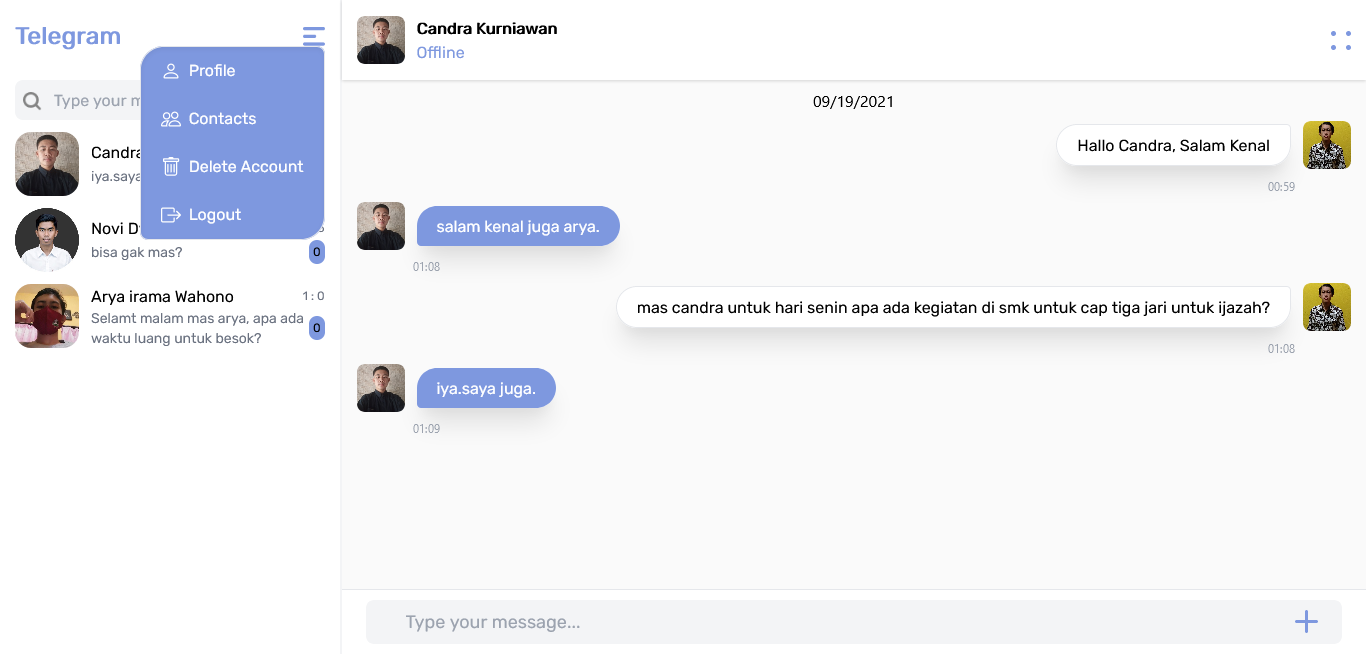 Telegram
Profile
Contacts
Delete Account
Logout
Type your m
Candra
iya.saya
Novi D
bisa gak mas?
0
Arya irama Wahono
1 : 0
Selamt malam mas arya, apa ada
waktu luang untuk besok?
0
Candra Kurniawan
Offline
09/19/2021
Hallo Candra, Salam Kenal
00:59
salam kenal juga arya.
01:08
mas candra untuk hari senin apa ada kegiatan di smk untuk cap tiga jari untuk ijazah?
01:08
iya.saya juga.
01:09
Type your message...